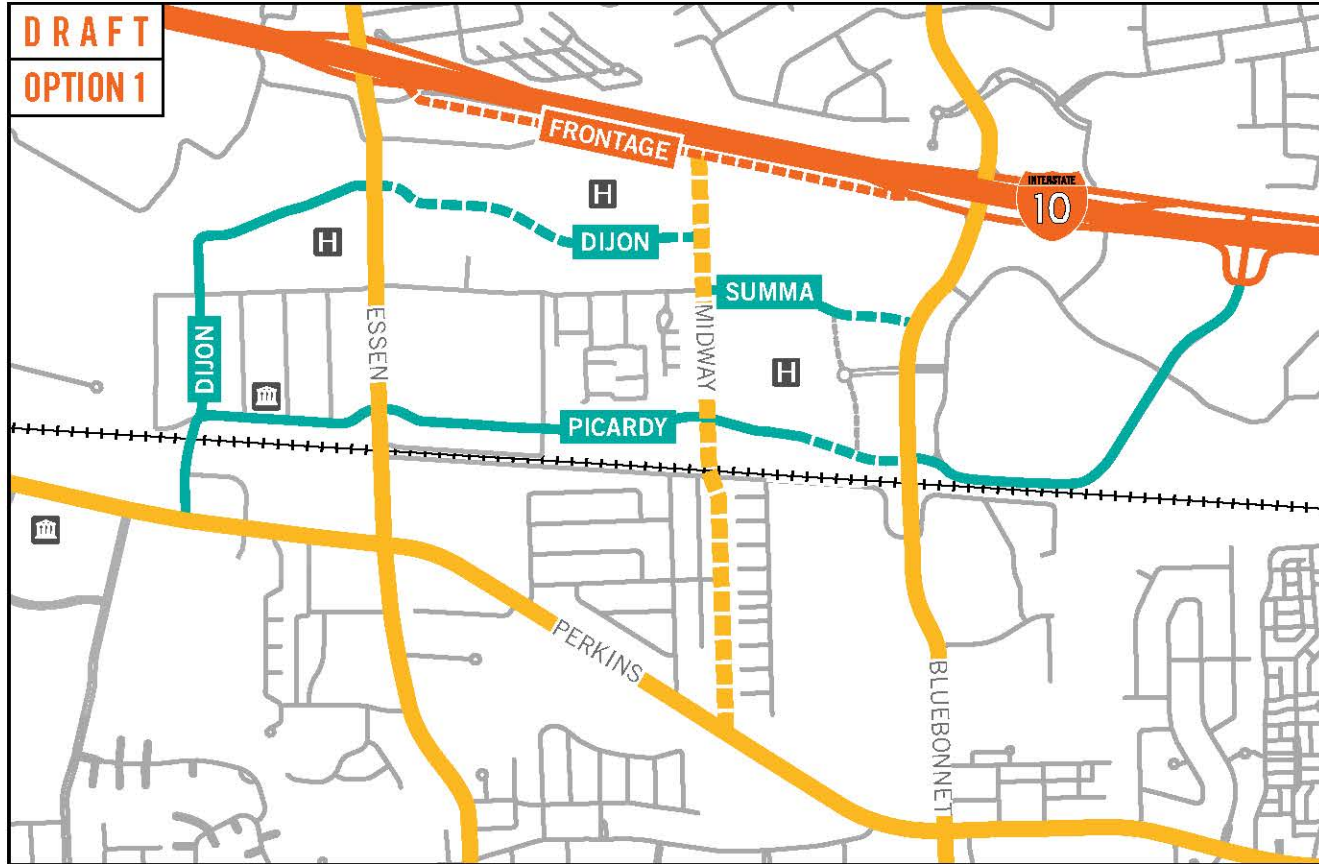 DRAFT
OPTION 1
FRONTAGE
INTERSTATE
10
H
H
DIJON
SUMMA
ESSEN
MIDWAY
DIJON
H
PICARDY
PERKINS
BLUEBONNET